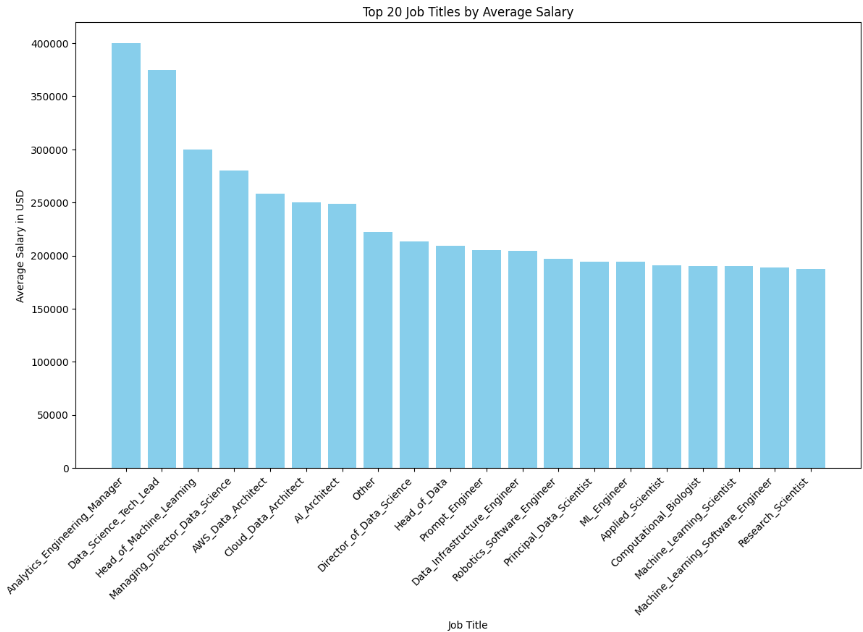 Top 20 Job Titles by Average Salary
Average Salary in USD
400000
350000
300000
250000
200000
150000
100000
50000
0
Analytics_Engineering_Manager
Data_Science_Tech_Lead
Head_of_Machine_Learning
Managing_Director_Data_Science
AWS_Data_Architect
Cloud_Data_Architect
AI_Architect
Other
Director_of_Data_Science
Head_of_Data
Prompt_Engineer
Data_Infrastructure_Engineer
Robotics_Software_Engineer
Principal_Data_Scientist
ML_Engineer
Applied_Scientist
Computational_Biologist
Machine_Learning_Scientist
Machine_Learning_Software_Engineer
Research_Scientist
Job Title